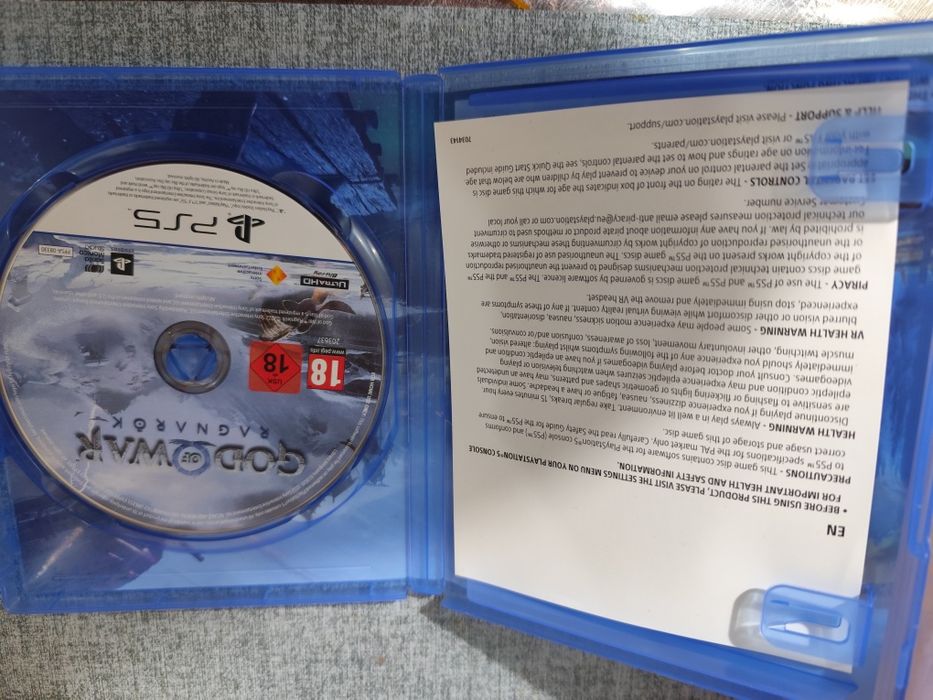 EN
• BEFORE USING THIS PRODUCT, PLEASE VISIT THE SETTINGS MENU ON YOUR PLAYSTATION®5 CONSOLE
FOR IMPORTANT HEALTH AND SAFETY INFORMATION.
PRECAUTIONS - This game disc contains software for the PlayStation®5 console (PS5™) and conforms
to PS5™ specifications for the PAL market only. Carefully read the Safety Guide for the PS5™ to ensure
correct usage and storage of this game disc.
HEALTH WARNING - Always play in a well lit environment. Take regular breaks, 15 minutes every hour.
Discontinue playing if you experience dizziness, nausea, fatigue or have a headache. Some individuals
are sensitive to flashing or flickering lights or geometric shapes and patterns, may have an undetected
epileptic condition and may experience epileptic seizures when watching television or playing
videogames. Consult your doctor before playing videogames if you have an epileptic condition and
immediately should you experience any of the following symptoms whilst playing: altered vision,
muscle twitching, other involuntary movement, loss of awareness, confusion and/or convulsions.
VR HEALTH WARNING - Some people may experience motion sickness, nausea, disorientation,
blurred vision or other discomfort while viewing virtual reality content. If any of these symptoms are
experienced, stop using immediately and remove the VR headset.
PIRACY - The use of PS5™ and PS5™ game discs is governed by software licence. The PS5™ and PS5™
game discs contain technical protection mechanisms designed to prevent the unauthorised reproduction
of the copyright works present on the PS5™ game discs. The unauthorised use of registered trademarks
or the unauthorised reproduction of copyright works by circumventing these mechanisms or otherwise
is prohibited by law. If you have any information about pirate product or methods used to circumvent
our technical protection measures please email anti-piracy@eu.playstation.com or call your local
Customer Service number.
SET PARENTAL CONTROLS - The rating on the front of box indicate the age for which this game disc is
appropriate. Set the parental control on your device to prevent play by children who are below that age.
For information on age ratings and how to set the parental controls, see the Quick Start Guide included
with your PS5™ or visit playstation.com/parents.
HELP & SUPPORT - Please visit playstation.com/support.
7034143
GOD OF WAR
RAGNARÖK
www.pegi.info
18
USK
18
203637
ULTRA HD
Blu-ray
Sony
Interactive
Entertainment
Santa
Monica
Studio
PPSA-08330
PS5